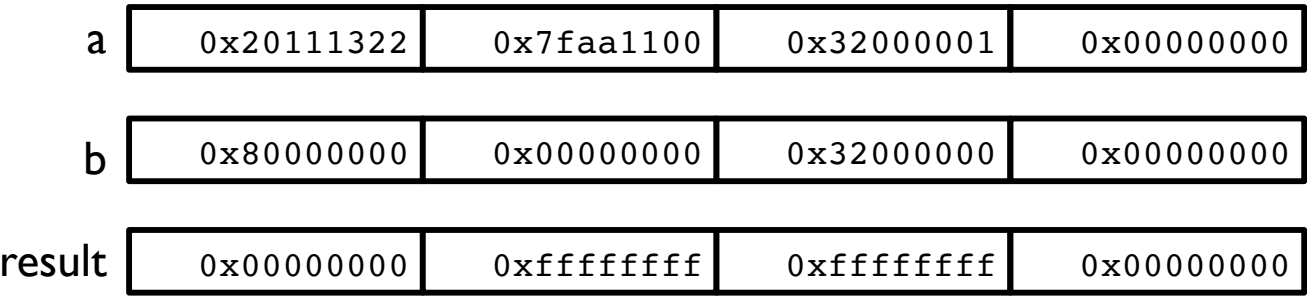 a 0x20111322 0x7faa1100 0x32000001 0x00000000
b 0x80000000 0x00000000 0x32000000 0x00000000
result 0x00000000 0xffffffff 0xffffffff 0x00000000